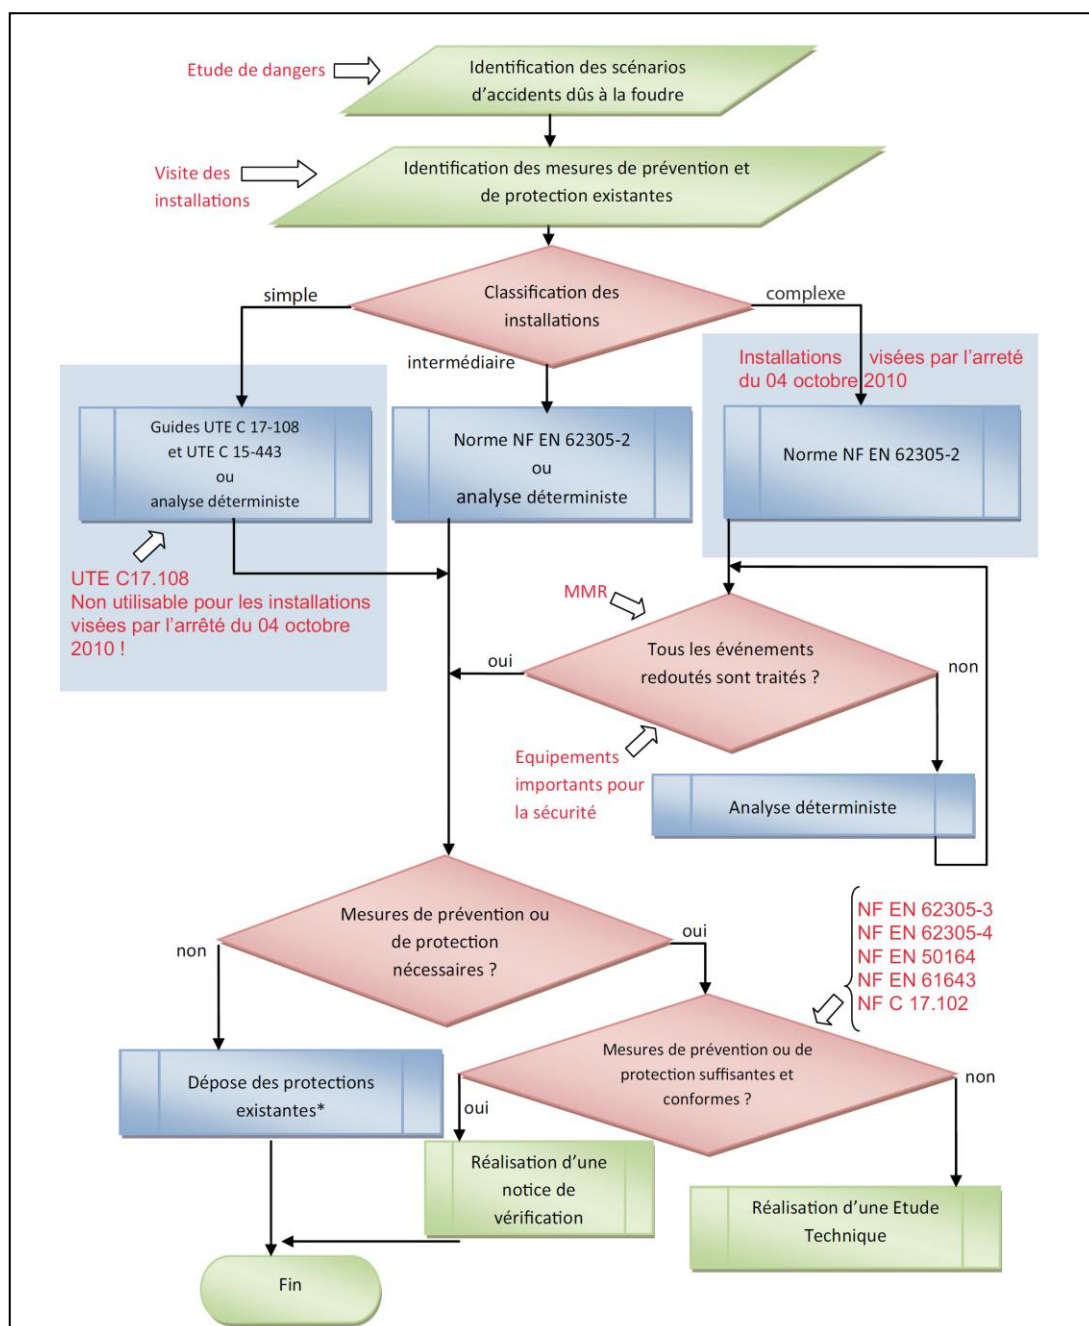 Etude de dangers
Identification des scénarios
d'accidents dûs à la foudre
Visite des
installations
Identification des mesures de prévention et
de protection existantes
simple
Classification des
installations
complexe
intermédiaire
Installations visées par l'arreté
du 04 octobre 2010
Guides UTE C 17-108
et UTE C 15-443
ou
analyse déterministe
Norme NF EN 62305-2
ou
analyse déterministe
Norme NF EN 62305-2
UTE C17.108
Non utilisable pour les installations
visées par l'arrêté du 04 octobre
2010 !
MMR
Tous les événements
redoutés sont traités ?
oui
non
Equipements
importants pour
la sécurité
Analyse déterministe
Mesures de prévention ou
de protection
nécessaires ?
non
oui
NF EN 62305-3
NF EN 62305-4
NF EN 50164
NF EN 61643
NF C 17.102
Mesures de prévention ou de
protection suffisantes et
conformes ?
oui
non
Dépose des protections
existantes*
Réalisation d'une
notice de
vérification
Réalisation d'une Etude
Technique
Fin